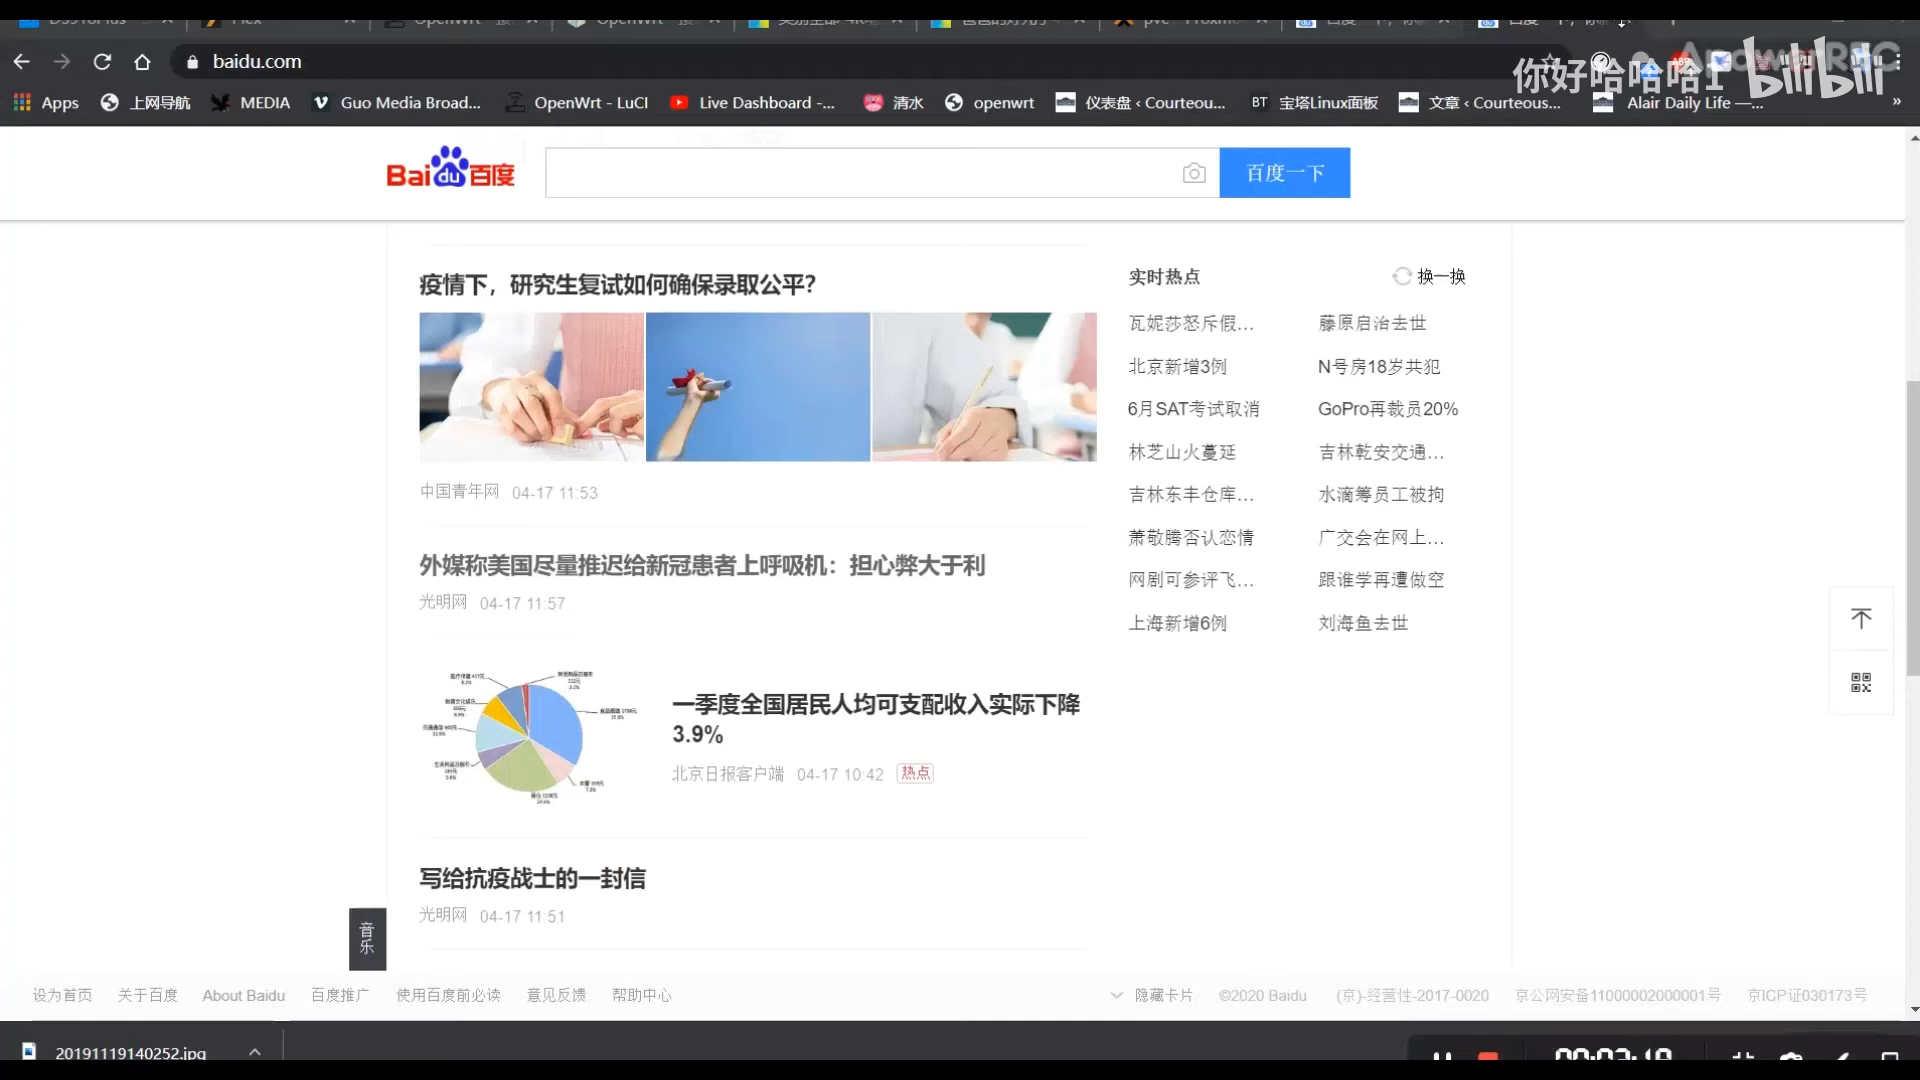 baidu.com
你好哈哈哈I bilibili
Apps 上网导航 MEDIA Guo Media Broad... OpenWrt - LuCI Live Dashboard -... 清水 openwrt 仪表盘 ‹ Courteou... BT 宝塔Linux面板 文章 ‹ Courteous... Alair Daily Life —... »
Bai du 百度 百度一下
疫情下，研究生复试如何确保录取公平？
中国青年网 04-17 11:53
外媒称美国尽量推迟给新冠患者上呼吸机：担心弊大于利
光明网 04-17 11:57
一季度全国居民人均可支配收入实际下降
3.9%
北京日报客户端 04-17 10:42 热点
写给抗疫战士的一封信
光明网 04-17 11:51
实时热点 换一换
瓦妮莎怒斥假... 藤原启治去世
北京新增3例 N号房18岁共犯
6月SAT考试取消 GoPro再裁员20%
林芝山火蔓延 吉林乾安交通...
吉林东丰仓库... 水滴筹员工被拘
萧敬腾否认恋情 广交会在网上...
网剧可参评飞... 跟谁学再遭做空
上海新增6例 刘海鱼去世
音乐
设为首页 关于百度 About Baidu 百度推广 使用百度前必读 意见反馈 帮助中心 隐藏卡片 ©2020 Baidu (京)-经营性-2017-0020 京公网安备11000002000001号 京ICP证030173号
20191119140252.jpg